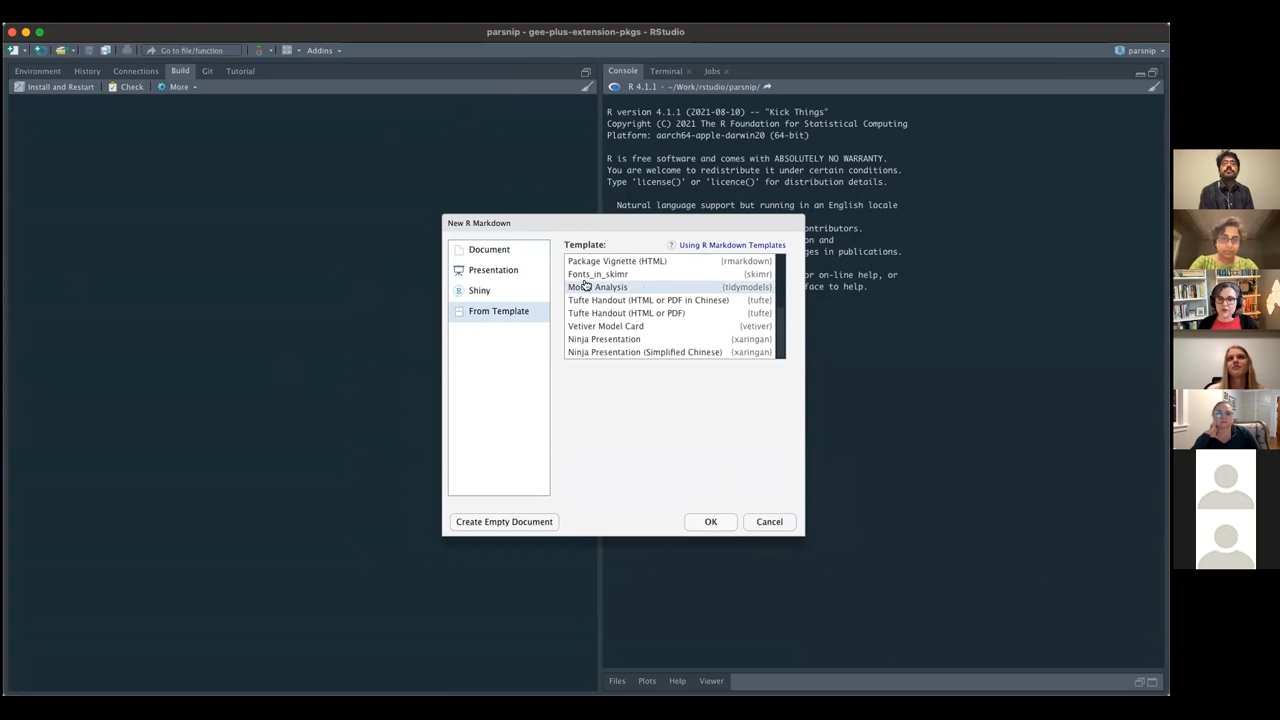 parsnip - gee-plus-extension-pkgs - RStudio
Go to file/function
Addins
parsnip
Environment History Connections Build Git Tutorial
Install and Restart Check More
Console Terminal Jobs
R 4.1.1 · ~/Work/rstudio/parsnip/
R version 4.1.1 (2021-08-10) -- "Kick Things"
Copyright (C) 2021 The R Foundation for Statistical Computing
Platform: aarch64-apple-darwin20 (64-bit)
R is free software and comes with ABSOLUTELY NO WARRANTY.
You are welcome to redistribute it under certain conditions.
Type 'license()' or 'licence()' for distribution details.
Natural language support but running in an English locale
ontributors.
on and
ges in publications.
or on-line help, or
face to help.
New R Markdown
Document
Presentation
Shiny
From Template
Template:
? Using R Markdown Templates
Package Vignette (HTML) {rmarkdown}
Fonts_in_skimr {skimr}
Analysis {tidymodels}
Tufte Handout (HTML or PDF in Chinese) {tufte}
Tufte Handout (HTML or PDF) {tufte}
Vetiver Model Card {vetiver}
Ninja Presentation {xaringan}
Ninja Presentation (Simplified Chinese) {xaringan}
Create Empty Document
OK
Cancel
Files Plots Help Viewer